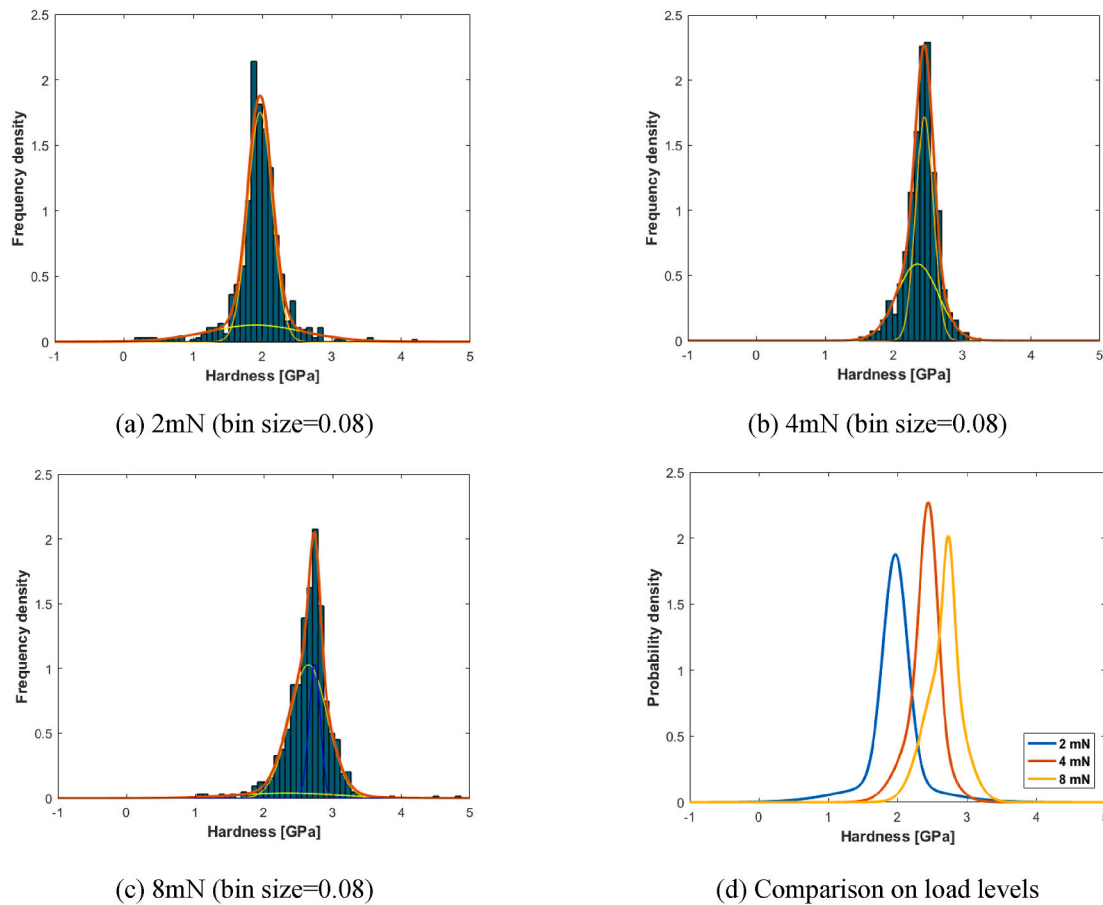 2.5
2
1.5
1
0.5
0
Frequency density
-1 0 1 2 3 4 5
Hardness [GPa]
(a) 2mN (bin size=0.08)
2.5
2
1.5
1
0.5
0
Frequency density
-1 0 1 2 3 4 5
Hardness [GPa]
(b) 4mN (bin size=0.08)
2.5
2
1.5
1
0.5
0
Frequency density
-1 0 1 2 3 4 5
Hardness [GPa]
(c) 8mN (bin size=0.08)
2.5
2
1.5
1
0.5
0
Probability density
2 mN
4 mN
8 mN
-1 0 1 2 3 4 5
Hardness [GPa]
(d) Comparison on load levels